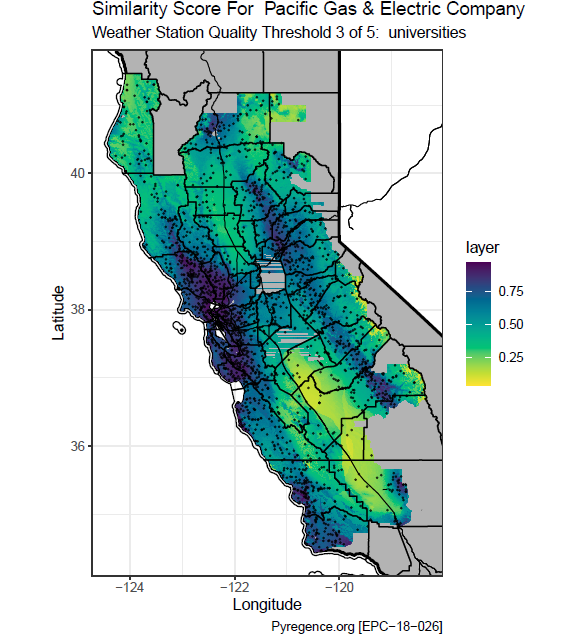 Similarity Score For Pacific Gas & Electric Company
Weather Station Quality Threshold 3 of 5: universities
40
38
36
Latitude
−124
−122
−120
Longitude
layer
0.75
0.50
0.25
Pyregence.org [EPC−18−026]